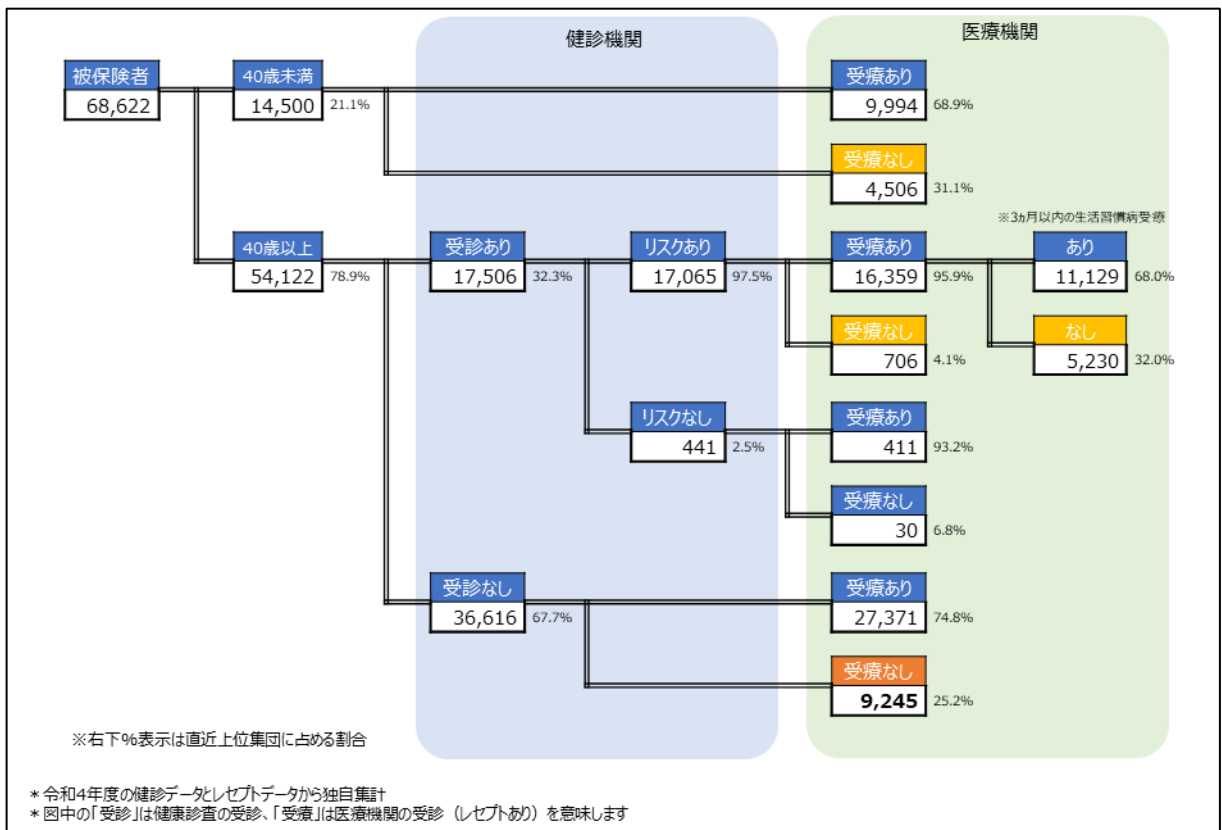 健診機関
医療機関
被保険者
68,622
40歳未満
14,500 21.1%
受療あり
9,994 68.9%
受療なし
4,506 31.1%
※3ヵ月以内の生活習慣病受療
40歳以上
54,122 78.9%
受診あり
17,506 32.3%
リスクあり
17,065 97.5%
受療あり
16,359 95.9%
あり
11,129 68.0%
受療なし
706 4.1%
なし
5,230 32.0%
リスクなし
441 2.5%
受療あり
411 93.2%
受療なし
30 6.8%
受診なし
36,616 67.7%
受療あり
27,371 74.8%
受療なし
9,245 25.2%
※右下%表示は直近上位集団に占める割合
*令和4年度の健診データとレセプトデータから独自集計
*図中の「受診」は健康診査の受診、「受療」は医療機関の受診（レセプトあり）を意味します